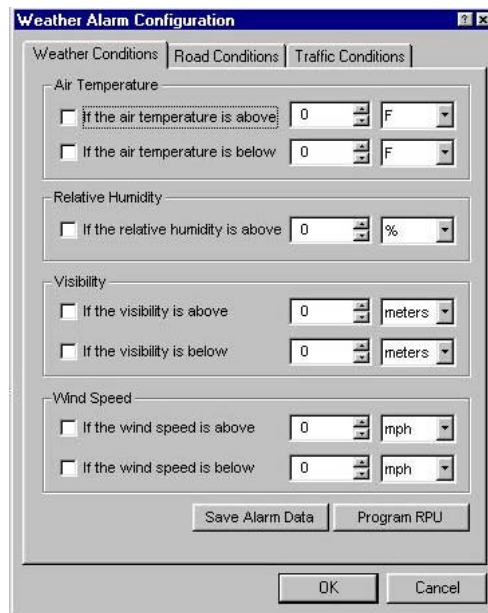 Weather Alarm Configuration
Weather Conditions Road Conditions Traffic Conditions
Air Temperature
If the air temperature is above 0 F
If the air temperature is below 0 F
Relative Humidity
If the relative humidity is above 0 %
Visibility
If the visibility is above 0 meters
If the visibility is below 0 meters
Wind Speed
If the wind speed is above 0 mph
If the wind speed is below 0 mph
Save Alarm Data Program RPU
OK Cancel